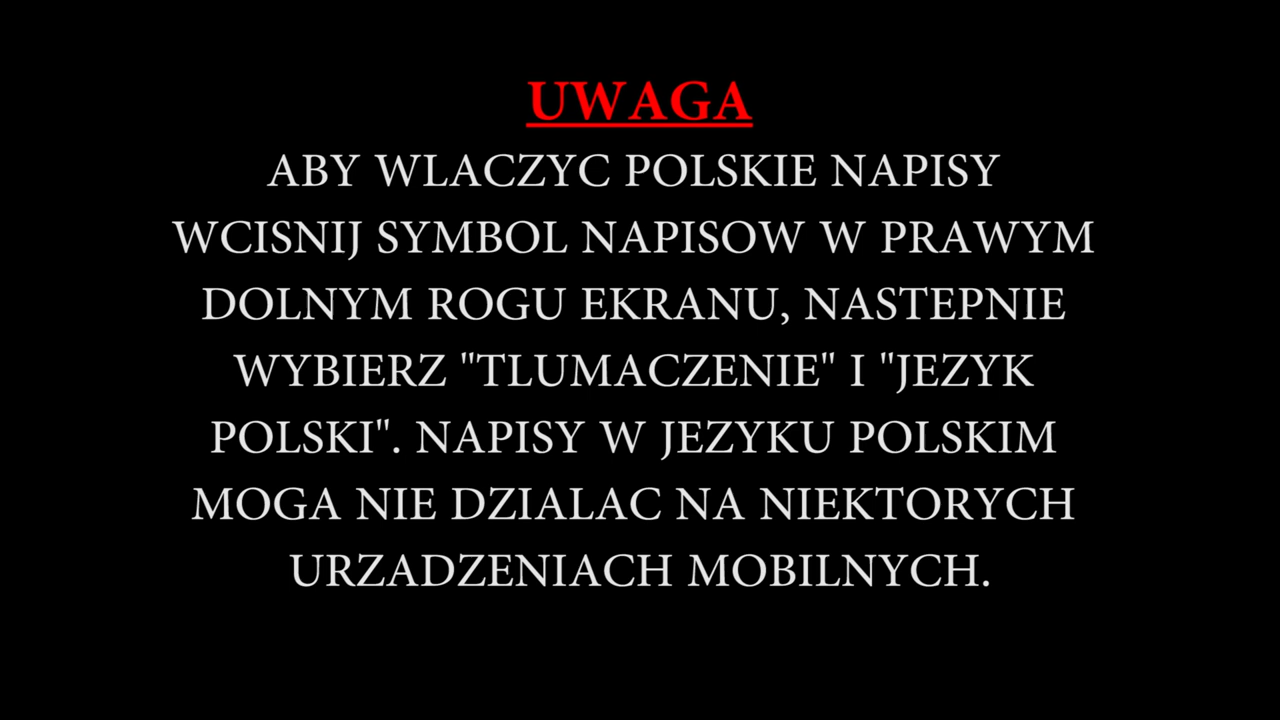 UWAGA
ABY WLACZYC POLSKIE NAPISY
WCISNIJ SYMBOL NAPISOW W PRAWYM
DOLNYM ROGU EKRANU, NASTEPNIE
WYBIERZ "TLUMACZENIE" I "JEZYK
POLSKI". NAPISY W JEZYKU POLSKIM
MOGA NIE DZIALAC NA NIEKTORYCH
URZADZENIACH MOBILNYCH.